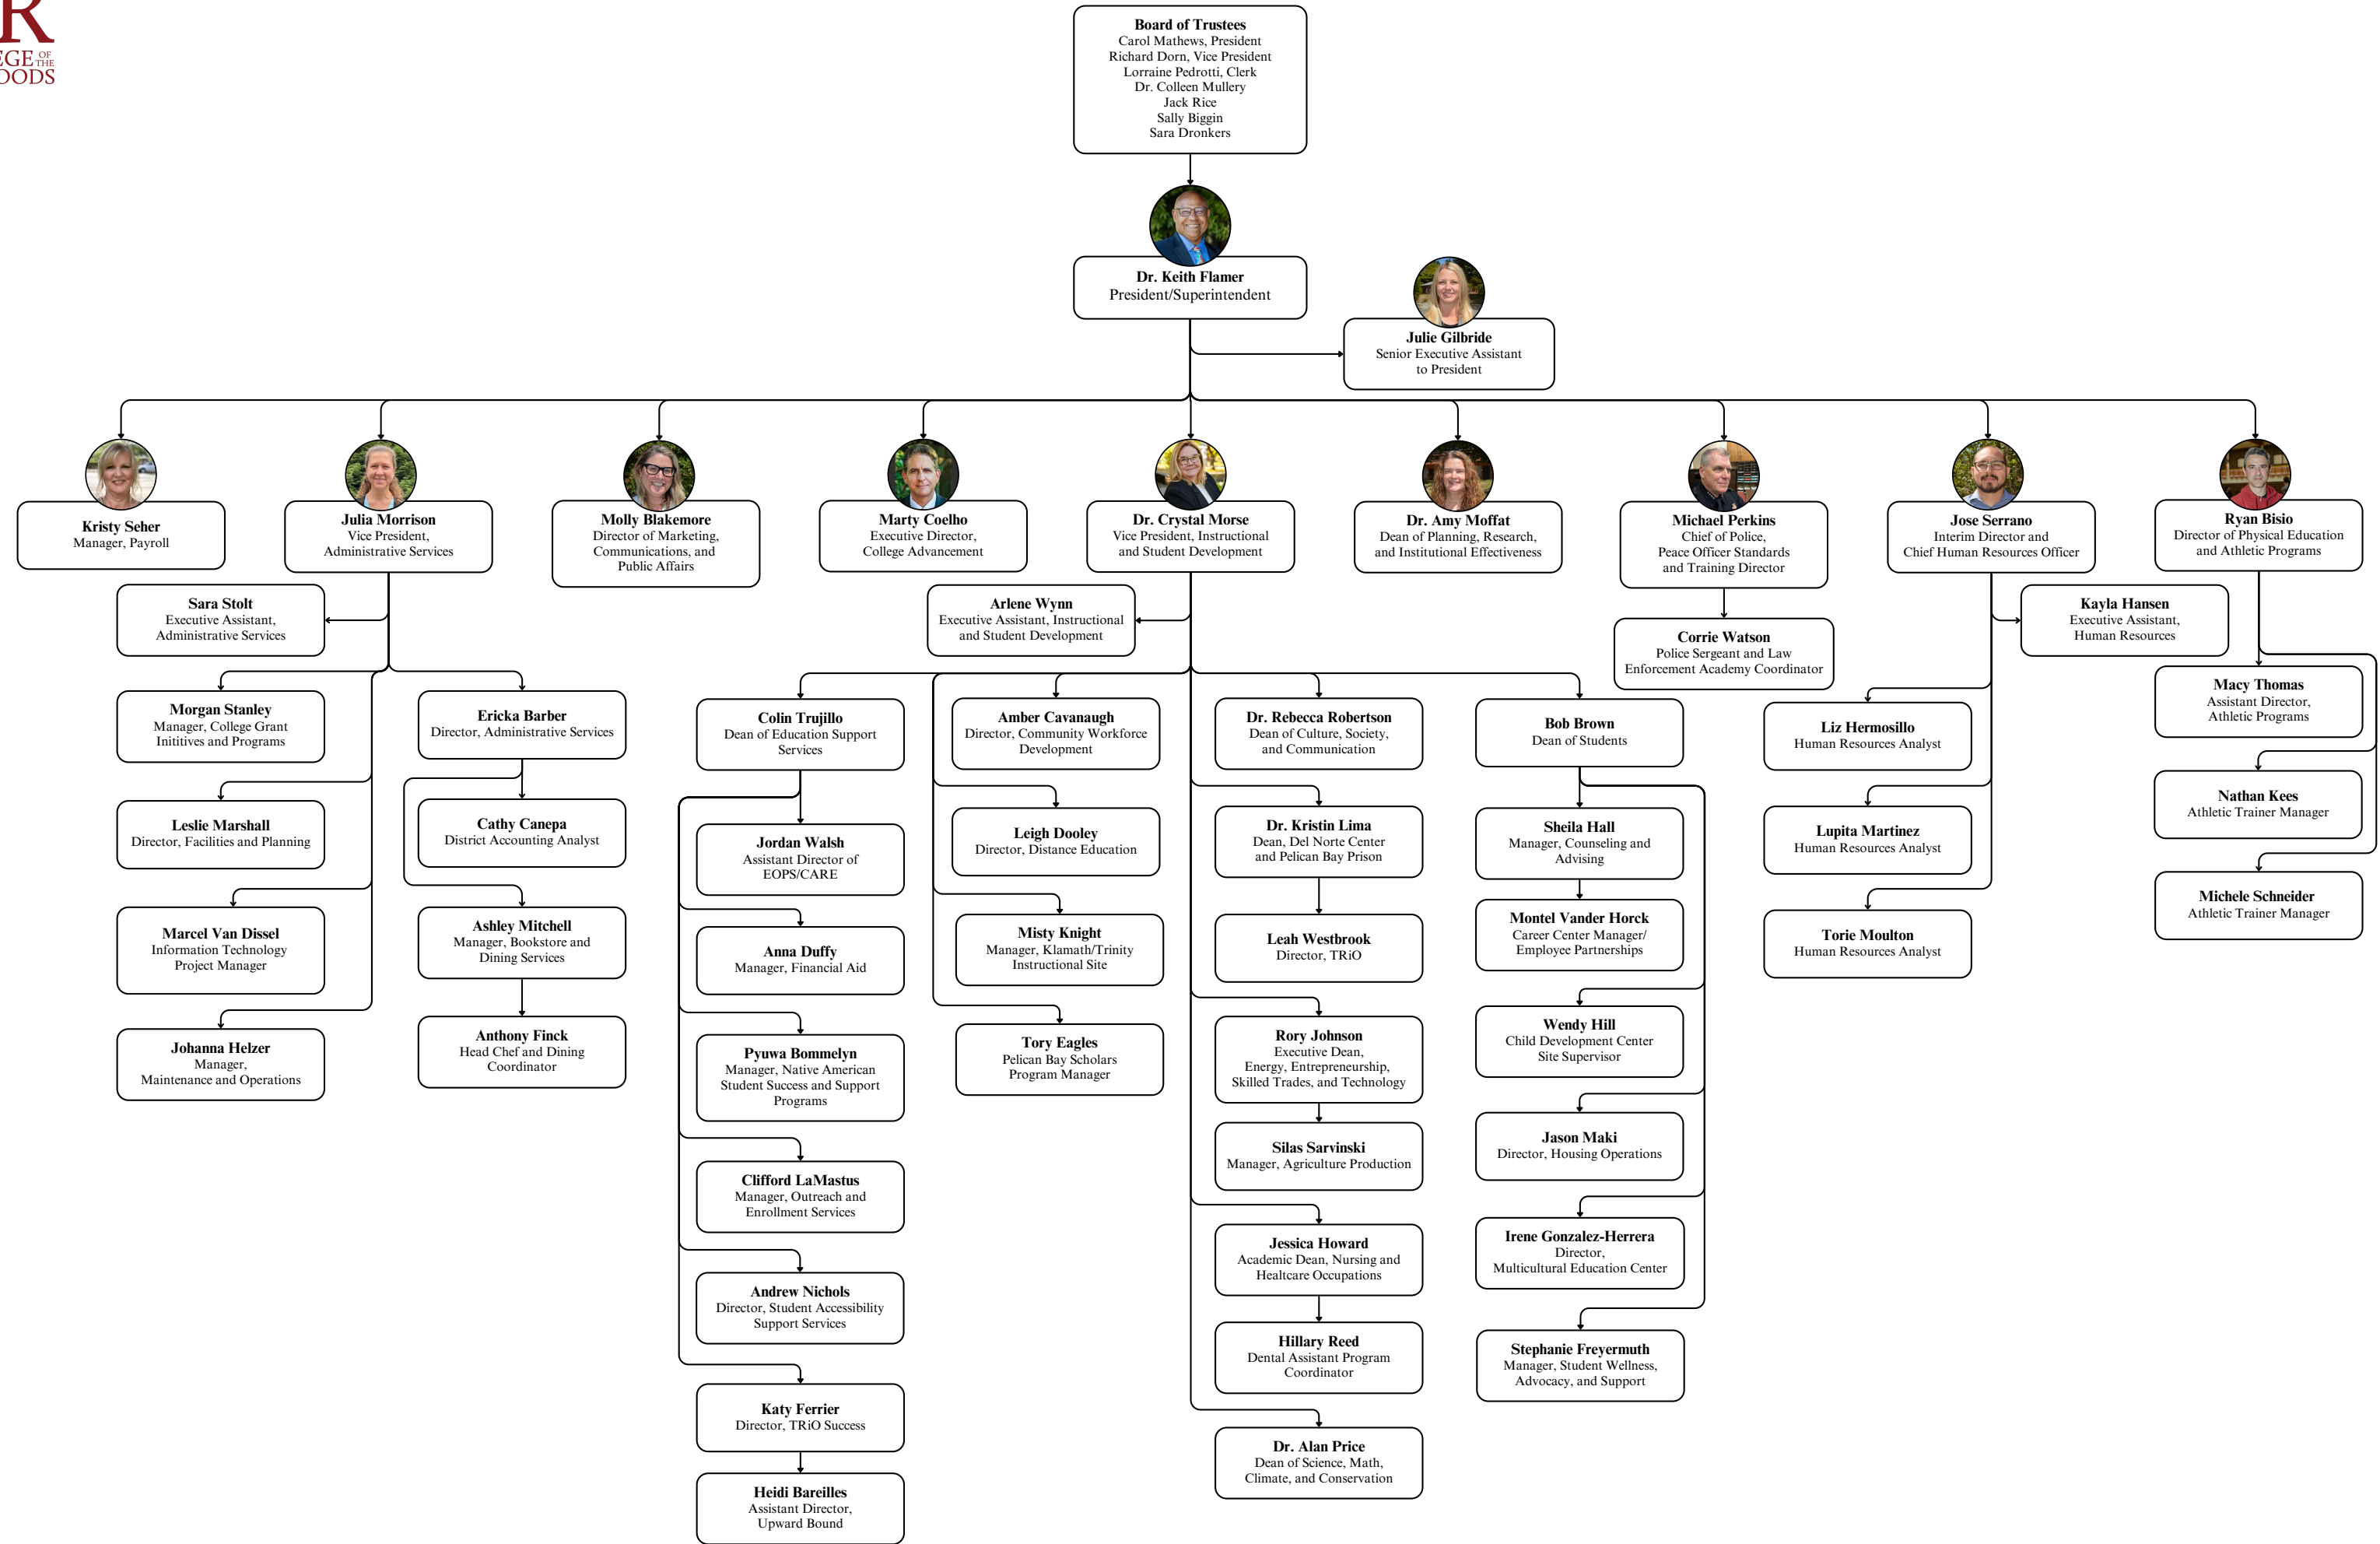 R
EGE OF THE
OODS
Board of Trustees
Carol Mathews, President
Richard Dorn, Vice President
Lorraine Pedrotti, Clerk
Dr. Colleen Mullery
Jack Rice
Sally Biggin
Sara Dronkers
Dr. Keith Flamer
President/Superintendent
Julie Gilbride
Senior Executive Assistant
to President
Kristy Seher
Manager, Payroll
Julia Morrison
Vice President,
Administrative Services
Molly Blakemore
Director of Marketing,
Communications, and
Public Affairs
Marty Coelho
Executive Director,
College Advancement
Dr. Crystal Morse
Vice President, Instructional
and Student Development
Dr. Amy Moffat
Dean of Planning, Research,
and Institutional Effectiveness
Michael Perkins
Chief of Police,
Peace Officer Standards
and Training Director
Jose Serrano
Interim Director and
Chief Human Resources Officer
Ryan Bisio
Director of Physical Education
and Athletic Programs
Sara Stolt
Executive Assistant,
Administrative Services
Arlene Wynn
Executive Assistant, Instructional
and Student Development
Corrie Watson
Police Sergeant and Law
Enforcement Academy Coordinator
Kayla Hansen
Executive Assistant,
Human Resources
Morgan Stanley
Manager, College Grant
Inititives and Programs
Leslie Marshall
Director, Facilities and Planning
Marcel Van Dissel
Information Technology
Project Manager
Johanna Helzer
Manager,
Maintenance and Operations
Ericka Barber
Director, Administrative Services
Cathy Canepa
District Accounting Analyst
Ashley Mitchell
Manager, Bookstore and
Dining Services
Anthony Finck
Head Chef and Dining
Coordinator
Colin Trujillo
Dean of Education Support
Services
Jordan Walsh
Assistant Director of
EOPS/CARE
Anna Duffy
Manager, Financial Aid
Pyuwa Bommelyn
Manager, Native American
Student Success and Support
Programs
Clifford LaMastus
Manager, Outreach and
Enrollment Services
Andrew Nichols
Director, Student Accessibility
Support Services
Katy Ferrier
Director, TRiO Success
Heidi Bareilles
Assistant Director,
Upward Bound
Amber Cavanaugh
Director, Community Workforce
Development
Leigh Dooley
Director, Distance Education
Misty Knight
Manager, Klamath/Trinity
Instructional Site
Tory Eagles
Pelican Bay Scholars
Program Manager
Dr. Rebecca Robertson
Dean of Culture, Society,
and Communication
Dr. Kristin Lima
Dean, Del Norte Center
and Pelican Bay Prison
Leah Westbrook
Director, TRiO
Rory Johnson
Executive Dean,
Energy, Entrepreneurship,
Skilled Trades, and Technology
Silas Sarvinski
Manager, Agriculture Production
Jessica Howard
Academic Dean, Nursing and
Healtcare Occupations
Hillary Reed
Dental Assistant Program
Coordinator
Dr. Alan Price
Dean of Science, Math,
Climate, and Conservation
Bob Brown
Dean of Students
Sheila Hall
Manager, Counseling and
Advising
Montel Vander Horck
Career Center Manager/
Employee Partnerships
Wendy Hill
Child Development Center
Site Supervisor
Jason Maki
Director, Housing Operations
Irene Gonzalez-Herrera
Director,
Multicultural Education Center
Stephanie Freyermuth
Manager, Student Wellness,
Advocacy, and Support
Liz Hermosillo
Human Resources Analyst
Lupita Martinez
Human Resources Analyst
Torie Moulton
Human Resources Analyst
Macy Thomas
Assistant Director,
Athletic Programs
Nathan Kees
Athletic Trainer Manager
Michele Schneider
Athletic Trainer Manager